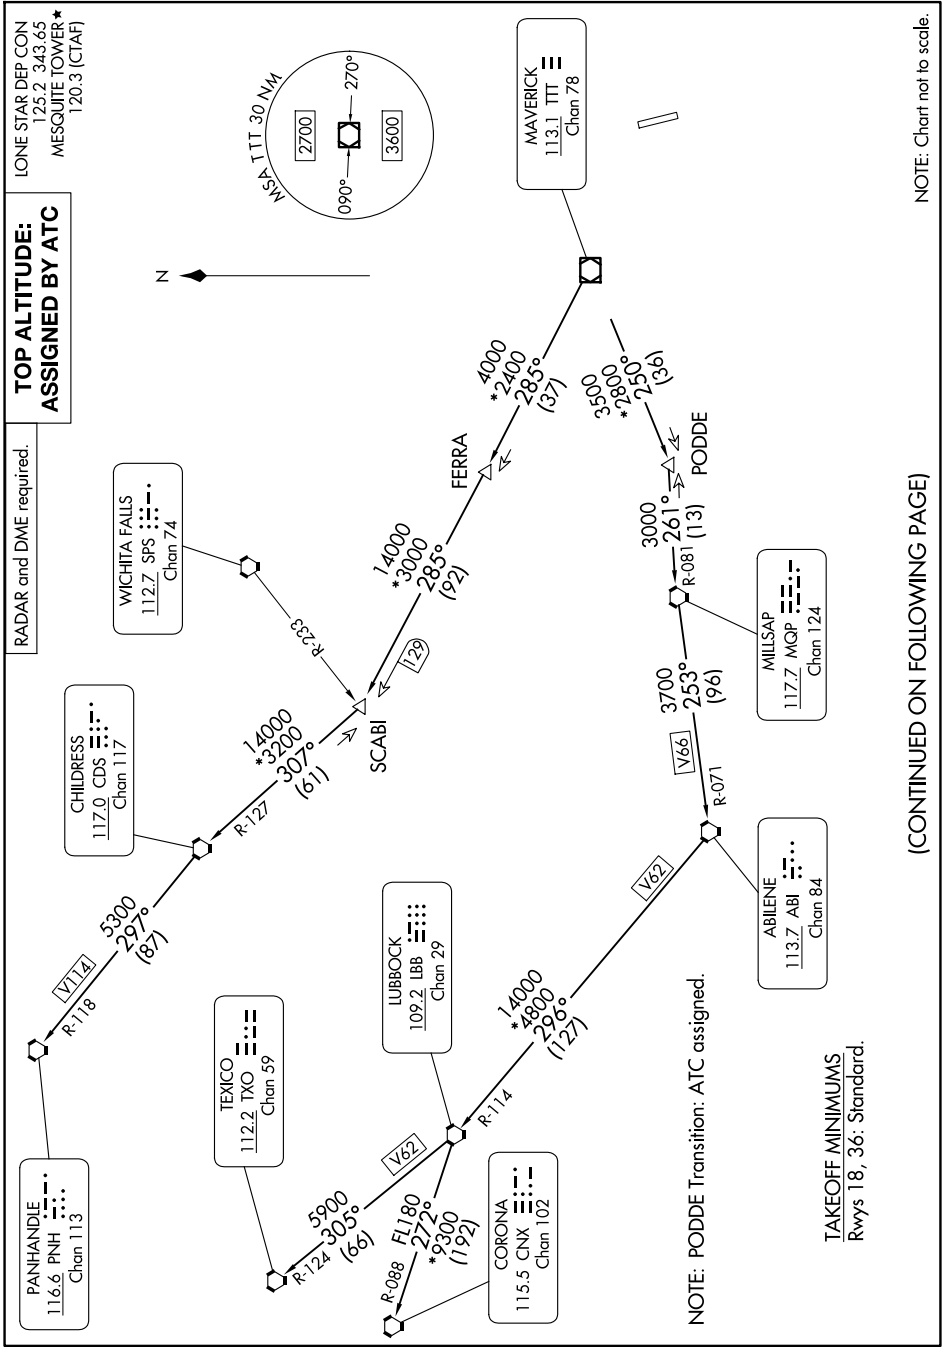 LONE STAR DEP CON
125.2 343.65
MESQUITE TOWER★
120.3 (CTAF)
TOP ALTITUDE:
ASSIGNED BY ATC
RADAR and DME required.
MSA TTT 30 NM
2700
090°
270°
3600
N
MAVERICK
113.1 TTT
Chan 78
4000
*2400
285°
(37)
FERRA
14000
*3000
285°
(92)
129
SCABI
WICHITA FALLS
112.7 SPS
Chan 74
R-233
14000
*3200
307°
(61)
R-127
CHILDRESS
117.0 CDS
Chan 117
5300
297°
(87)
V114
R-118
PANHANDLE
116.6 PNH
Chan 113
3500
*2800
250°
(36)
PODDE
3000
261°
(13)
R-081
MILLSAP
117.7 MQP
Chan 124
3700
253°
(96)
V66
R-071
ABILENE
113.7 ABI
Chan 84
V62
14000
*4800
296°
(127)
R-114
LUBBOCK
109.2 LBB
Chan 29
V62
5900
305°
(66)
R-124
TEXICO
112.2 TXO
Chan 59
FL180
272°
*9300
(192)
R-088
CORONA
115.5 CNX
Chan 102
NOTE: PODDE Transition: ATC assigned.
TAKEOFF MINIMUMS
Rwys 18, 36: Standard.
(CONTINUED ON FOLLOWING PAGE)
NOTE: Chart not to scale.